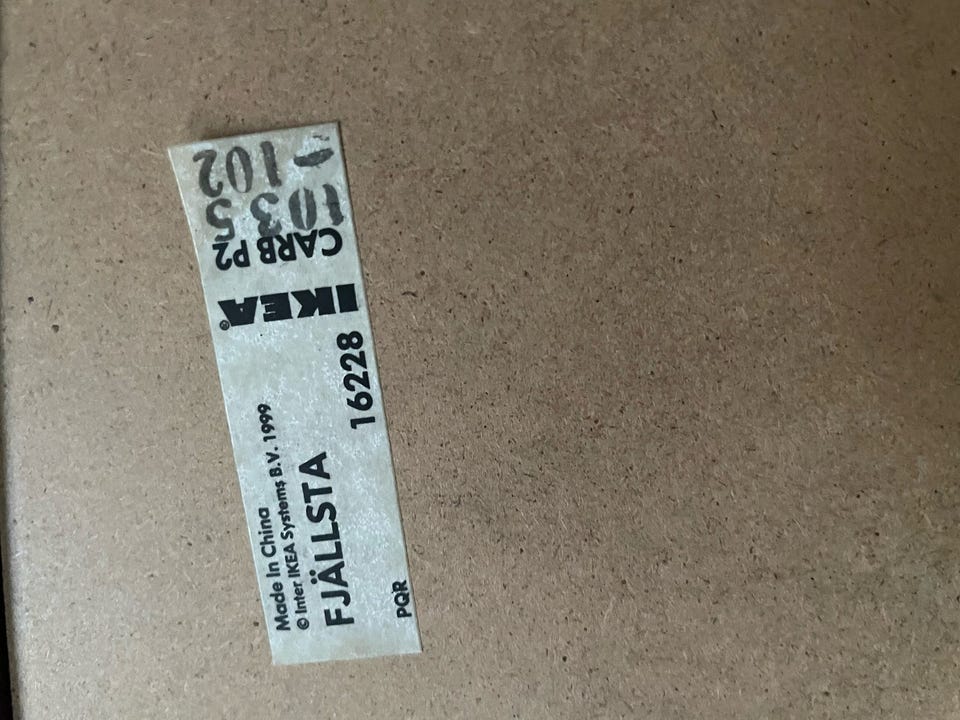 Made In China
© Inter IKEA Systems B.V. 1999
FJÄLLSTA
16228
PQR
IKEA®
CARB P2
1035
-102